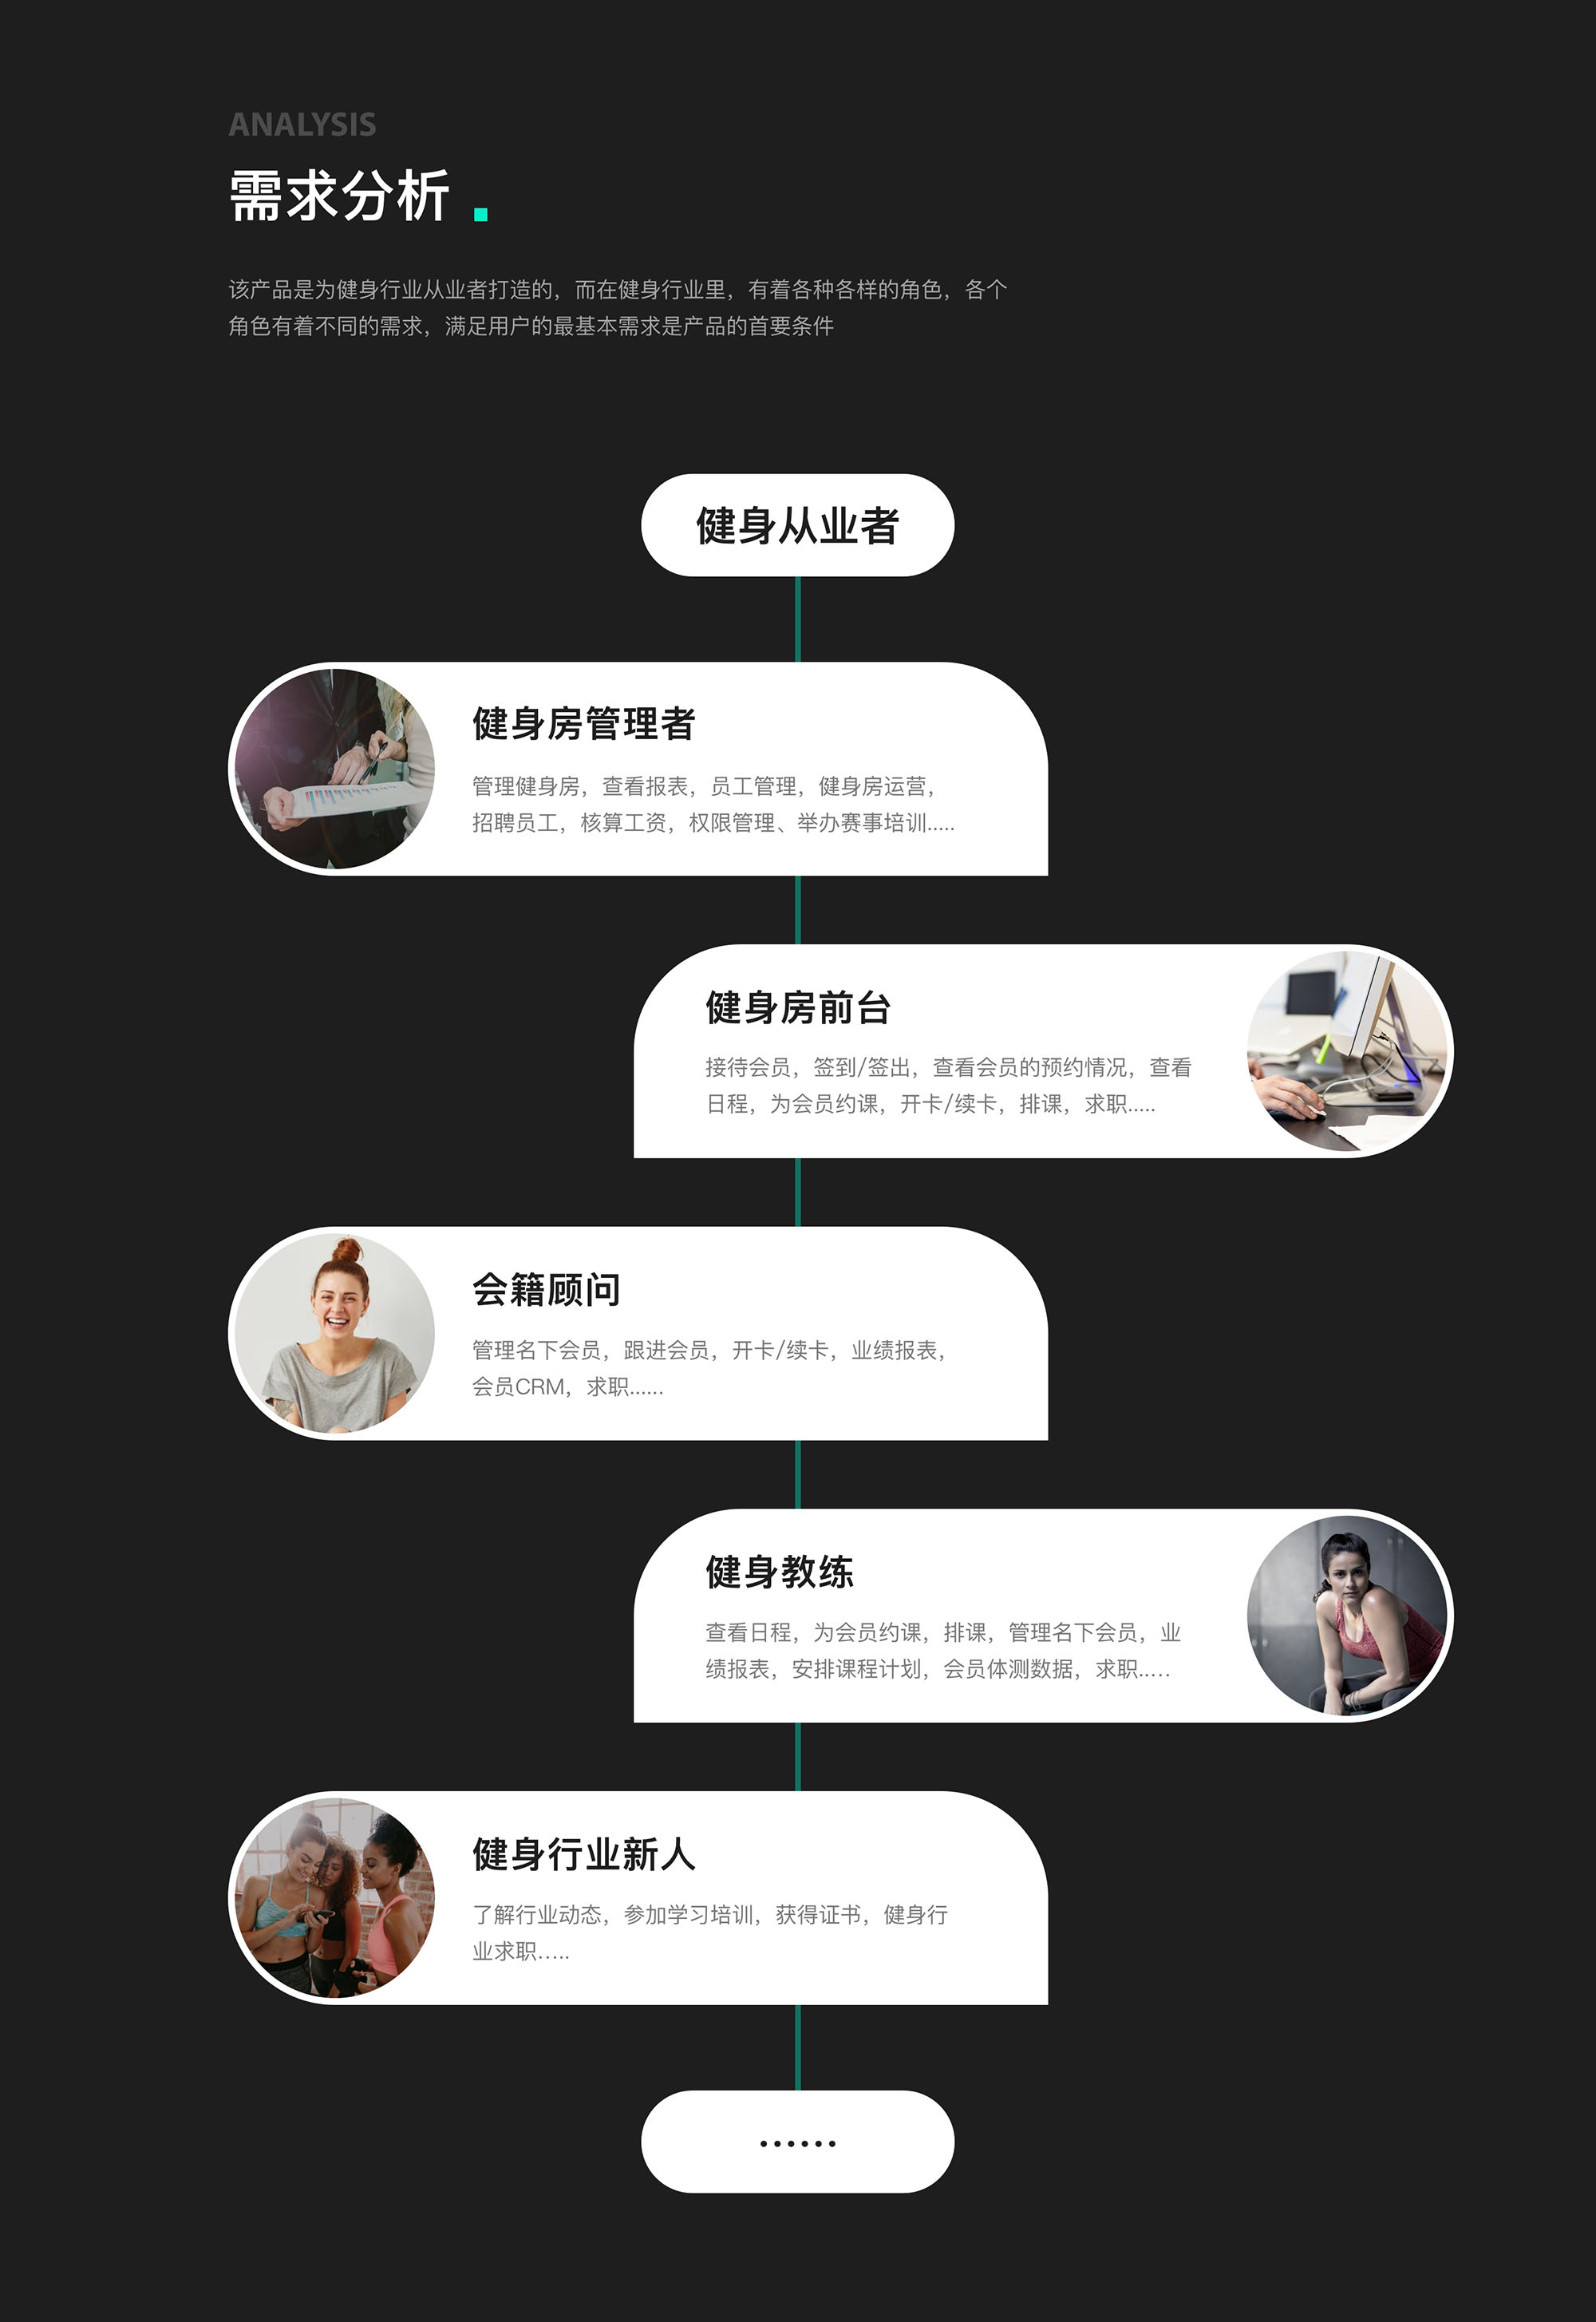 ANALYSIS
需求分析
该产品是为健身行业从业者打造的，而在健身行业里，有着各种各样的角色，各个
角色有着不同的需求，满足用户的最基本需求是产品的首要条件
健身从业者
健身房管理者
管理健身房，查看报表，员工管理，健身房运营，
招聘员工，核算工资，权限管理、举办赛事培训.....
健身房前台
接待会员，签到/签出，查看会员的预约情况，查看
日程，为会员约课，开卡/续卡，排课，求职.....
会籍顾问
管理名下会员，跟进会员，开卡/续卡，业绩报表，
会员CRM，求职......
健身教练
查看日程，为会员约课，排课，管理名下会员，业
绩报表，安排课程计划，会员体测数据，求职.....
健身行业新人
了解行业动态，参加学习培训，获得证书，健身行
业求职.....
......